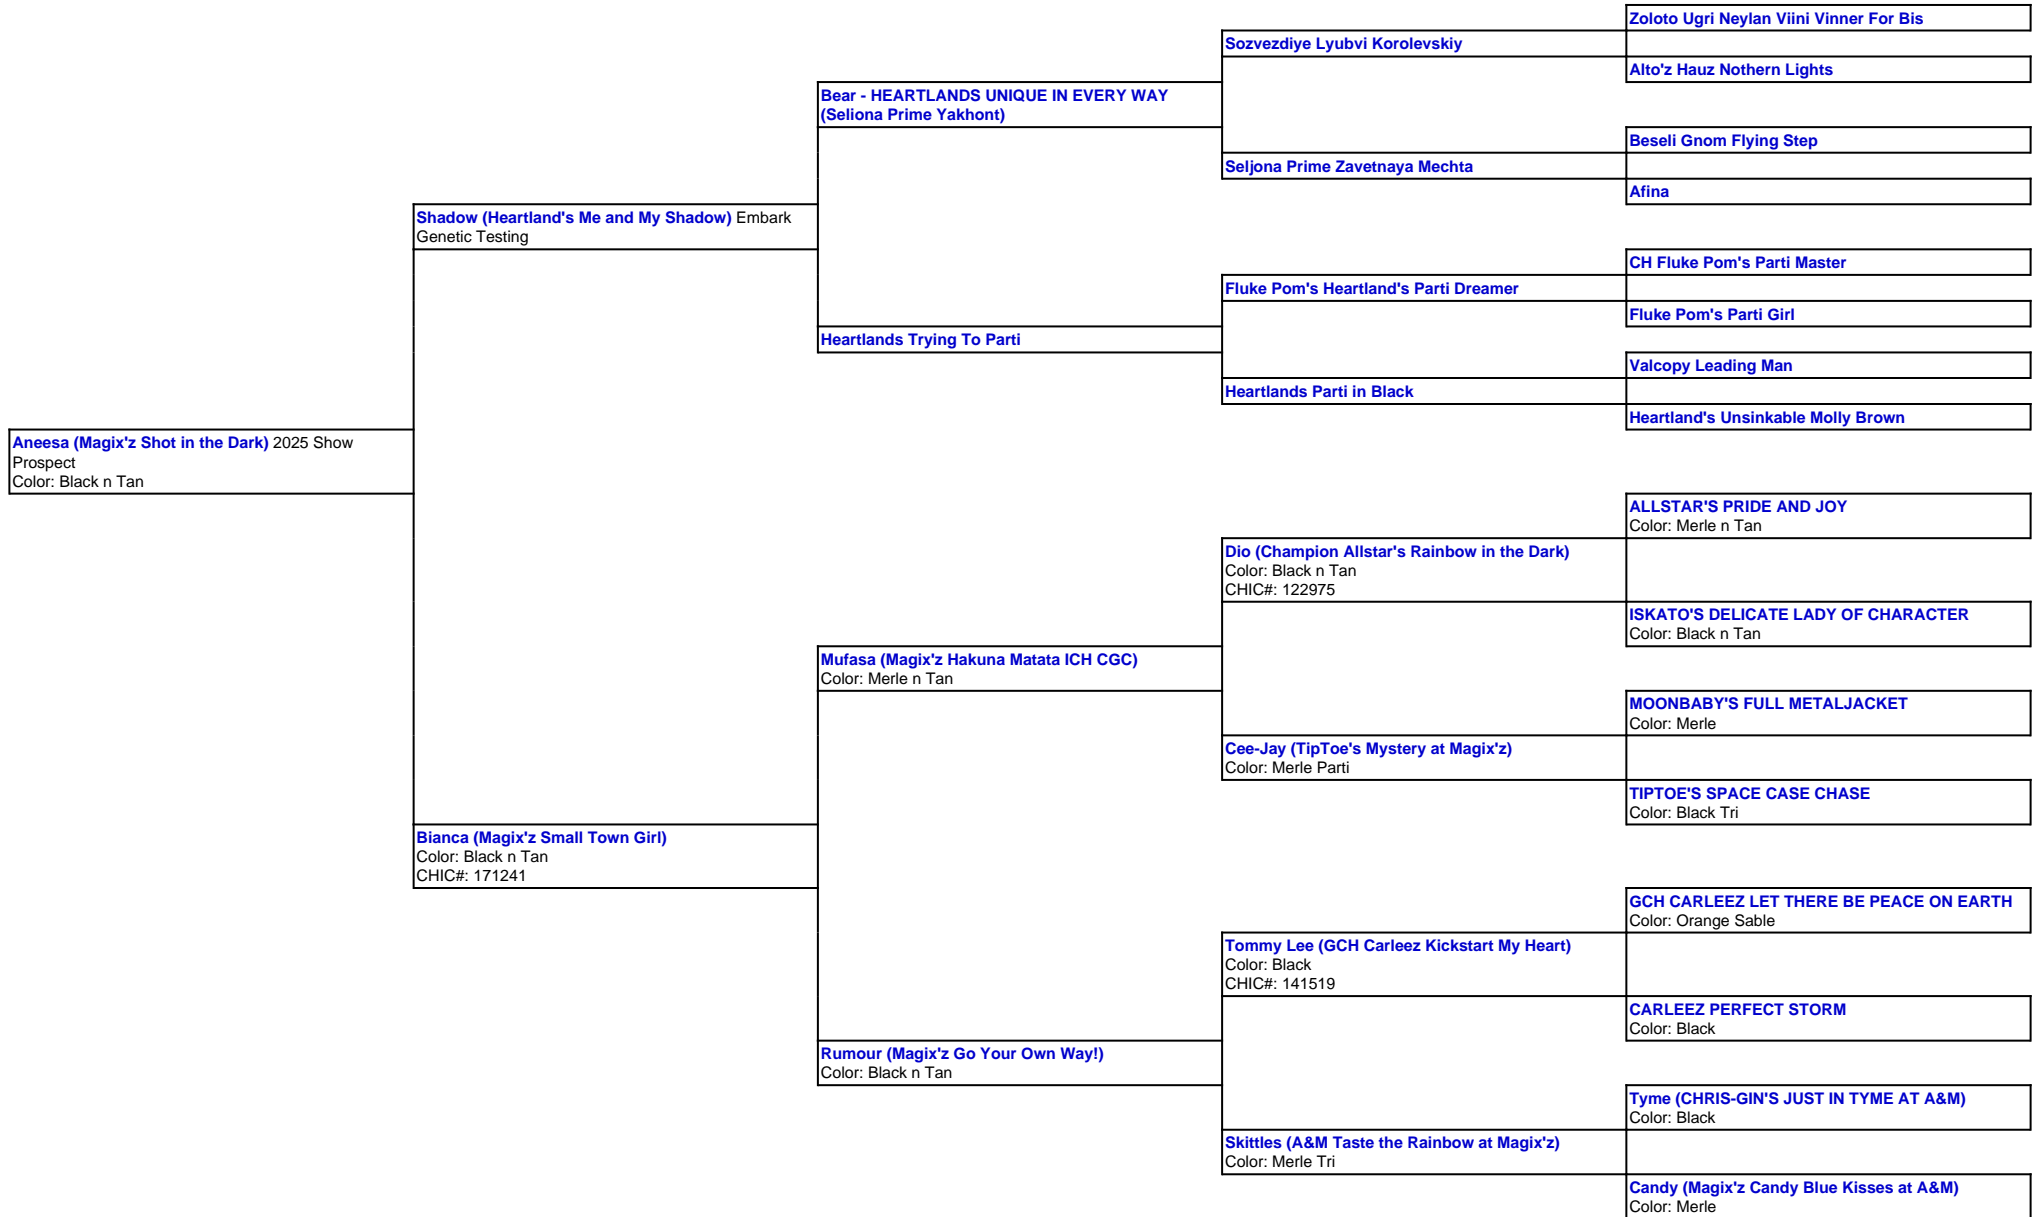 Zoloto Ugri Neylan Viini Vinner For Bis
Sozvezdiye Lyubvi Korolevskiy
Alto'z Hauz Nothern Lights
Bear - HEARTLANDS UNIQUE IN EVERY WAY
(Seliona Prime Yakhont)
Beseli Gnom Flying Step
Seljona Prime Zavetnaya Mechta
Afina
Shadow (Heartland's Me and My Shadow) Embark
Genetic Testing
CH Fluke Pom's Parti Master
Fluke Pom's Heartland's Parti Dreamer
Fluke Pom's Parti Girl
Heartlands Trying To Parti
Valcopy Leading Man
Heartlands Parti in Black
Heartland's Unsinkable Molly Brown
Aneesa (Magix'z Shot in the Dark) 2025 Show
Prospect
Color: Black n Tan
ALLSTAR'S PRIDE AND JOY
Color: Merle n Tan
Dio (Champion Allstar's Rainbow in the Dark)
Color: Black n Tan
CHIC#: 122975
ISKATO'S DELICATE LADY OF CHARACTER
Color: Black n Tan
Mufasa (Magix'z Hakuna Matata ICH CGC)
Color: Merle n Tan
MOONBABY'S FULL METALJACKET
Color: Merle
Cee-Jay (TipToe's Mystery at Magix'z)
Color: Merle Parti
TIPTOE'S SPACE CASE CHASE
Color: Black Tri
Bianca (Magix'z Small Town Girl)
Color: Black n Tan
CHIC#: 171241
GCH CARLEEZ LET THERE BE PEACE ON EARTH
Color: Orange Sable
Tommy Lee (GCH Carleez Kickstart My Heart)
Color: Black
CHIC#: 141519
CARLEEZ PERFECT STORM
Color: Black
Rumour (Magix'z Go Your Own Way!)
Color: Black n Tan
Tyme (CHRIS-GIN'S JUST IN TYME AT A&M)
Color: Black
Skittles (A&M Taste the Rainbow at Magix'z)
Color: Merle Tri
Candy (Magix'z Candy Blue Kisses at A&M)
Color: Merle